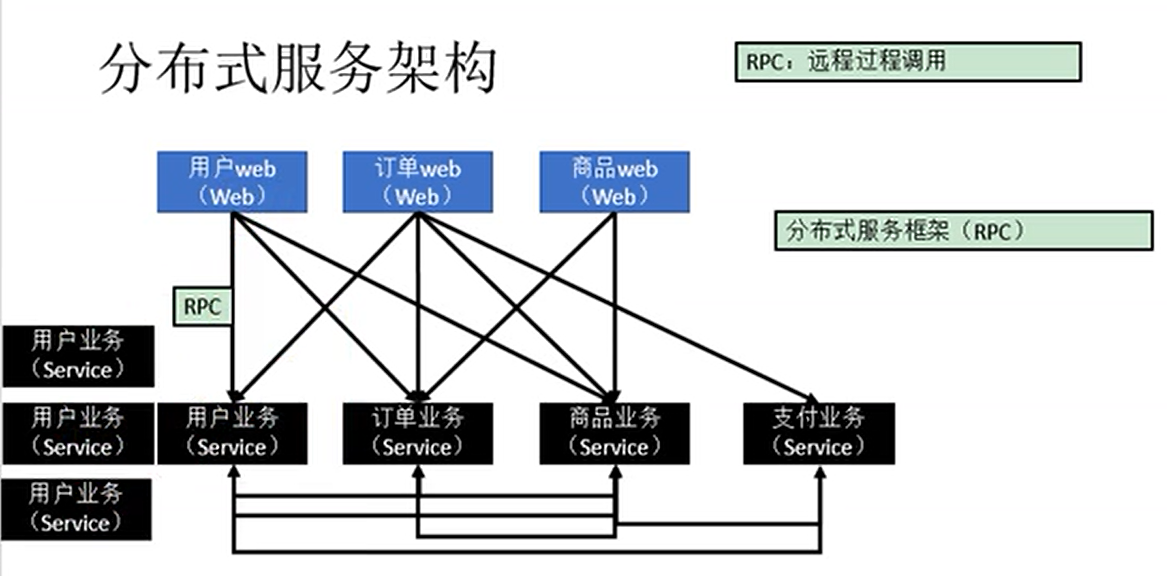 分布式服务架构
RPC：远程过程调用
用户web
（Web）
订单web
（Web）
商品web
（Web）
分布式服务框架（RPC）
RPC
用户业务
（Service）
用户业务
（Service）
用户业务
（Service）
订单业务
（Service）
商品业务
（Service）
支付业务
（Service）
用户业务
（Service）